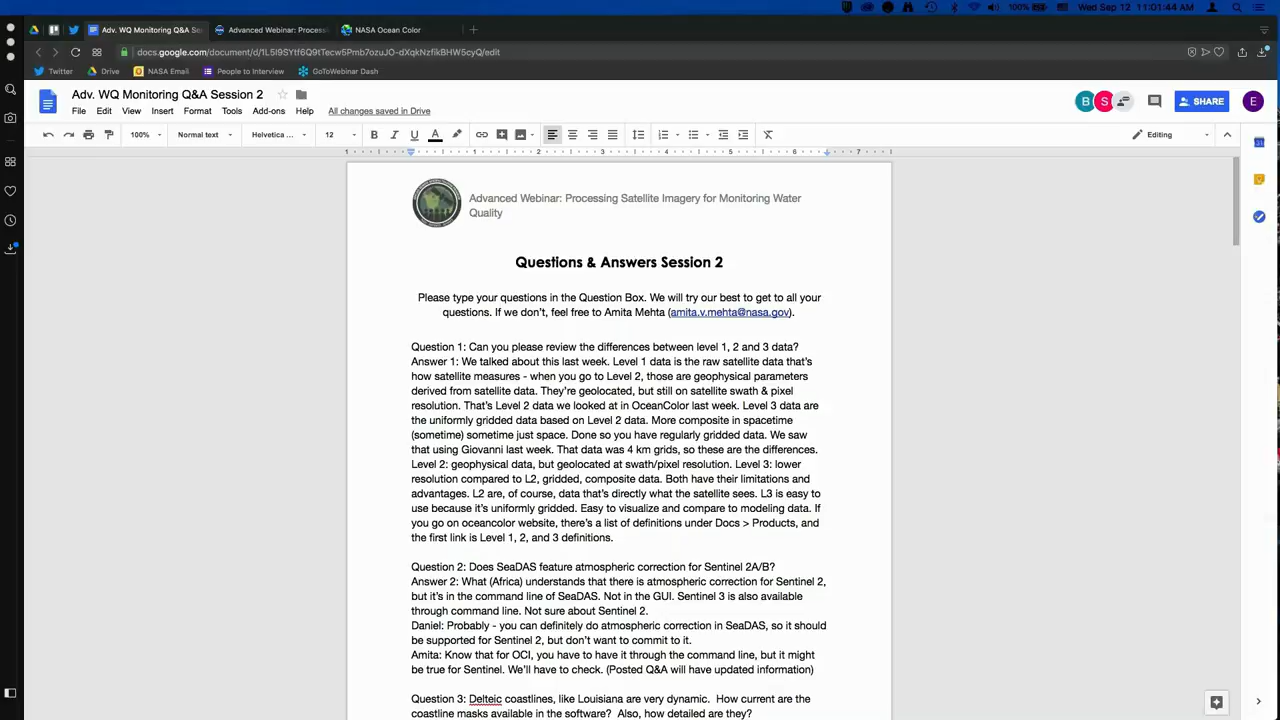 100%
Wed Sep 12 11:01:44 AM
Adv. WQ Monitoring Q&A Se
Advanced Webinar: Process
NASA Ocean Color
docs.google.com/document/d/1L5I9SYtf6Q9tTecw5Pmb7ozuJO-dXqkNzfikBHW5cyQ/edit
Twitter
Drive
NASA Email
People to Interview
GoToWebinar Dash
Adv. WQ Monitoring Q&A Session 2
File Edit View Insert Format Tools Add-ons Help All changes saved in Drive
B S SHARE E
100% Normal text Helvetica ... 12 B I U A Editing
1 1 2 3 4 5 6 7
Advanced Webinar: Processing Satellite Imagery for Monitoring Water
Quality
Questions & Answers Session 2
Please type your questions in the Question Box. We will try our best to get to all your
questions. If we don't, feel free to Amita Mehta (amita.v.mehta@nasa.gov).
Question 1: Can you please review the differences between level 1, 2 and 3 data?
Answer 1: We talked about this last week. Level 1 data is the raw satellite data that's
how satellite measures - when you go to Level 2, those are geophysical parameters
derived from satellite data. They're geolocated, but still on satellite swath & pixel
resolution. That's Level 2 data we looked at in OceanColor last week. Level 3 data are
the uniformly gridded data based on Level 2 data. More composite in spacetime
(sometime) sometime just space. Done so you have regularly gridded data. We saw
that using Giovanni last week. That data was 4 km grids, so these are the differences.
Level 2: geophysical data, but geolocated at swath/pixel resolution. Level 3: lower
resolution compared to L2, gridded, composite data. Both have their limitations and
advantages. L2 are, of course, data that's directly what the satellite sees. L3 is easy to
use because it's uniformly gridded. Easy to visualize and compare to modeling data. If
you go on oceancolor website, there's a list of definitions under Docs > Products, and
the first link is Level 1, 2, and 3 definitions.
Question 2: Does SeaDAS feature atmospheric correction for Sentinel 2A/B?
Answer 2: What (Africa) understands that there is atmospheric correction for Sentinel 2,
but it's in the command line of SeaDAS. Not in the GUI. Sentinel 3 is also available
through command line. Not sure about Sentinel 2.
Daniel: Probably - you can definitely do atmospheric correction in SeaDAS, so it should
be supported for Sentinel 2, but don't want to commit to it.
Amita: Know that for OCI, you have to have it through the command line, but it might
be true for Sentinel. We'll have to check. (Posted Q&A will have updated information)
Question 3: Delteic coastlines, like Louisiana are very dynamic. How current are the
coastline masks available in the software? Also, how detailed are they?